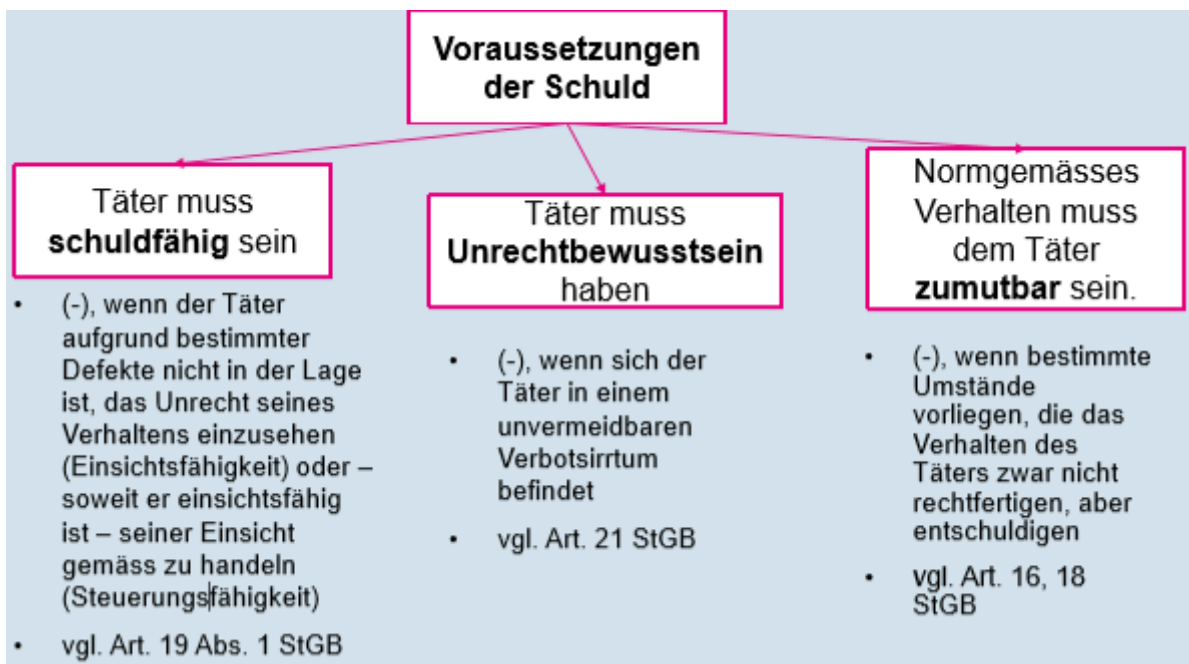 Voraussetzungen
der Schuld
Täter muss
schuldfähig sein
• (-), wenn der Täter
aufgrund bestimmter
Defekte nicht in der Lage
ist, das Unrecht seines
Verhaltens einzusehen
(Einsichtsfähigkeit) oder –
soweit er einsichtsfähig
ist – seiner Einsicht
gemäss zu handeln
(Steuerungsfähigkeit)
• vgl. Art. 19 Abs. 1 StGB
Täter muss
Unrechtbewusstsein
haben
• (-), wenn sich der
Täter in einem
unvermeidbaren
Verbotsirrtum
befindet
• vgl. Art. 21 StGB
Normgemässes
Verhalten muss
dem Täter
zumutbar sein.
• (-), wenn bestimmte
Umstände
vorliegen, die das
Verhalten des
Täters zwar nicht
rechtfertigen, aber
entschuldigen
• vgl. Art. 16, 18
StGB